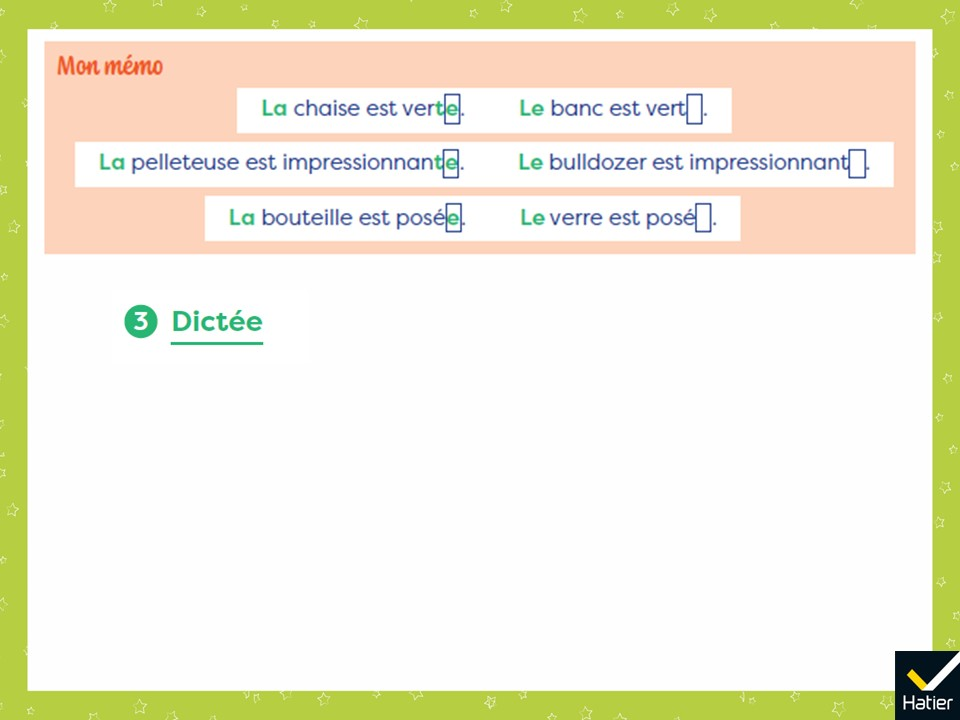 Mon mémo
La chaise est verte. Le banc est vert .
La pelleteuse est impressionnante. Le bulldozer est impressionnant .
La bouteille est posée. Le verre est posé .
3 Dictée
Hatier